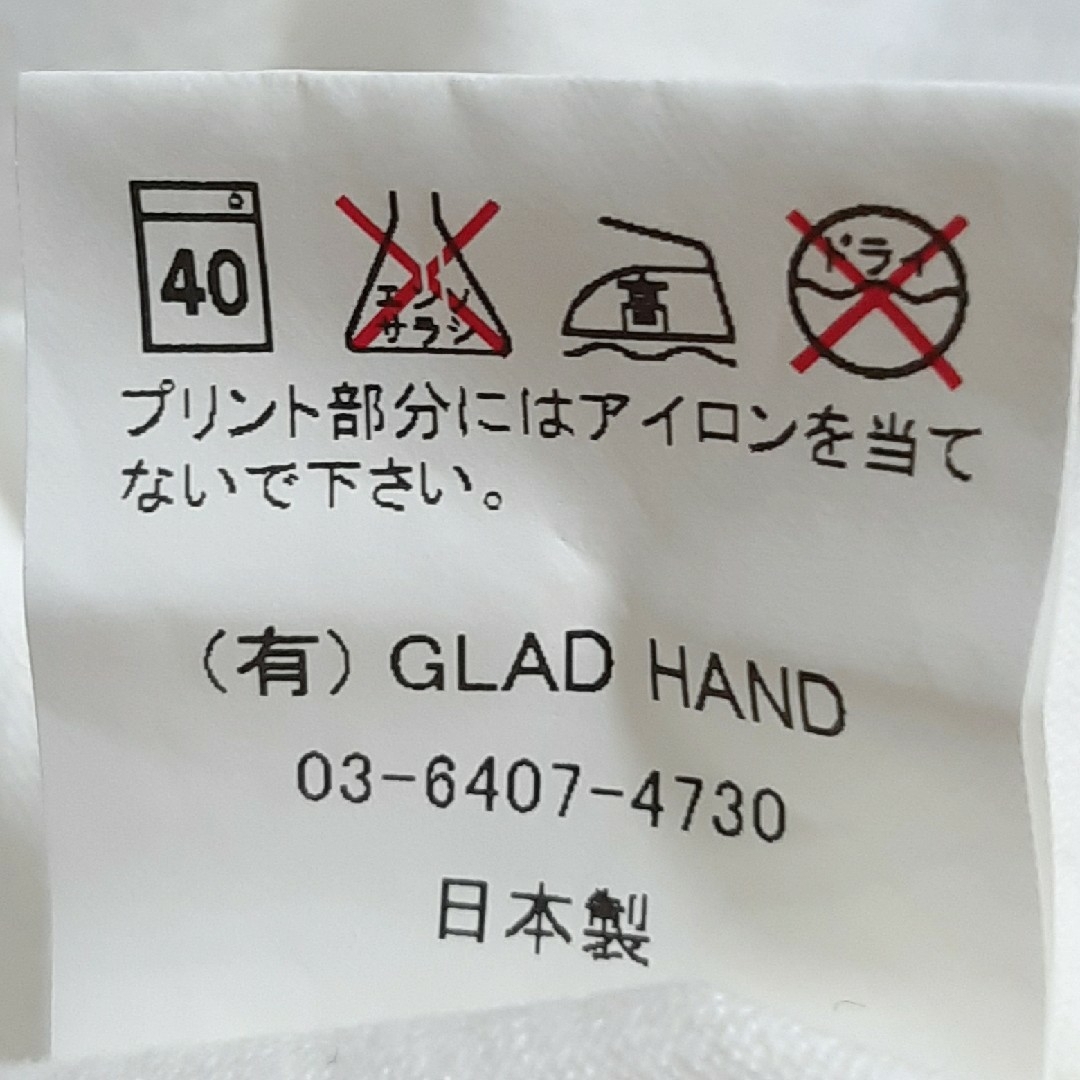 40
エンソ
サラシ
高
ドライ
プリント部分にはアイロンを当て
ないで下さい。
(有) GLAD HAND
03-6407-4730
日本製